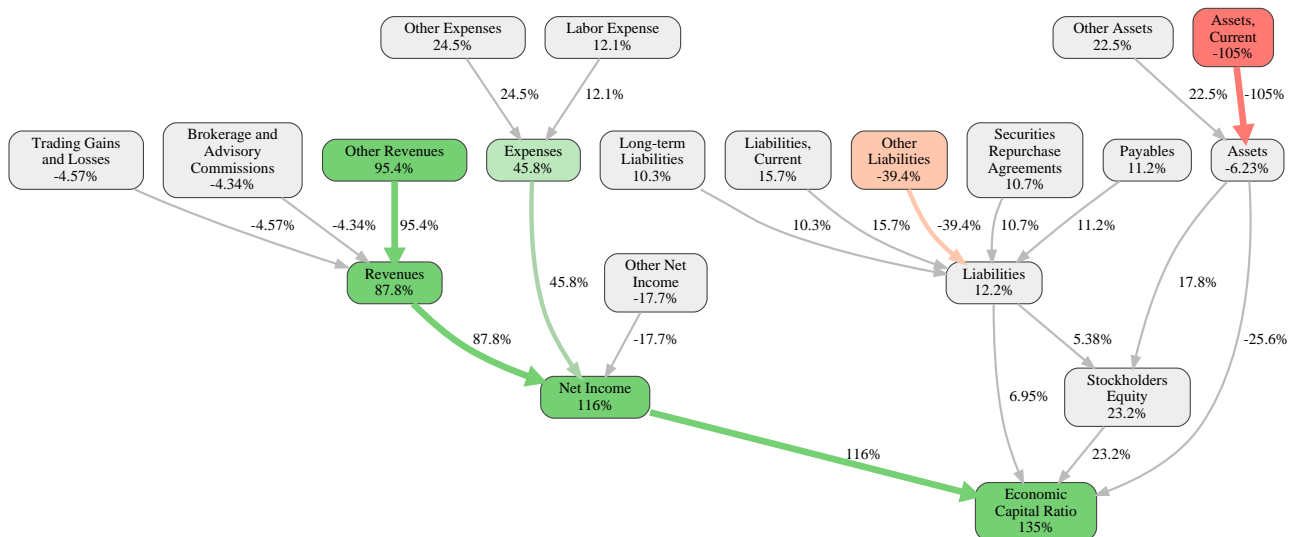 Other Expenses
24.5%
Labor Expense
12.1%
Other Assets
22.5%
Assets,
Current
-105%
24.5%
12.1%
22.5%
-105%
Trading Gains
and Losses
-4.57%
Brokerage and
Advisory
Commissions
-4.34%
Other Revenues
95.4%
Expenses
45.8%
Long-term
Liabilities
10.3%
Liabilities,
Current
15.7%
Other
Liabilities
-39.4%
Securities
Repurchase
Agreements
10.7%
Payables
11.2%
Assets
-6.23%
-4.57%
-4.34%
95.4%
10.3%
15.7%
-39.4%
10.7%
11.2%
Revenues
87.8%
45.8%
Other Net
Income
-17.7%
Liabilities
12.2%
17.8%
87.8%
-17.7%
5.38%
-25.6%
Net Income
116%
6.95%
Stockholders
Equity
23.2%
116%
23.2%
Economic
Capital Ratio
135%